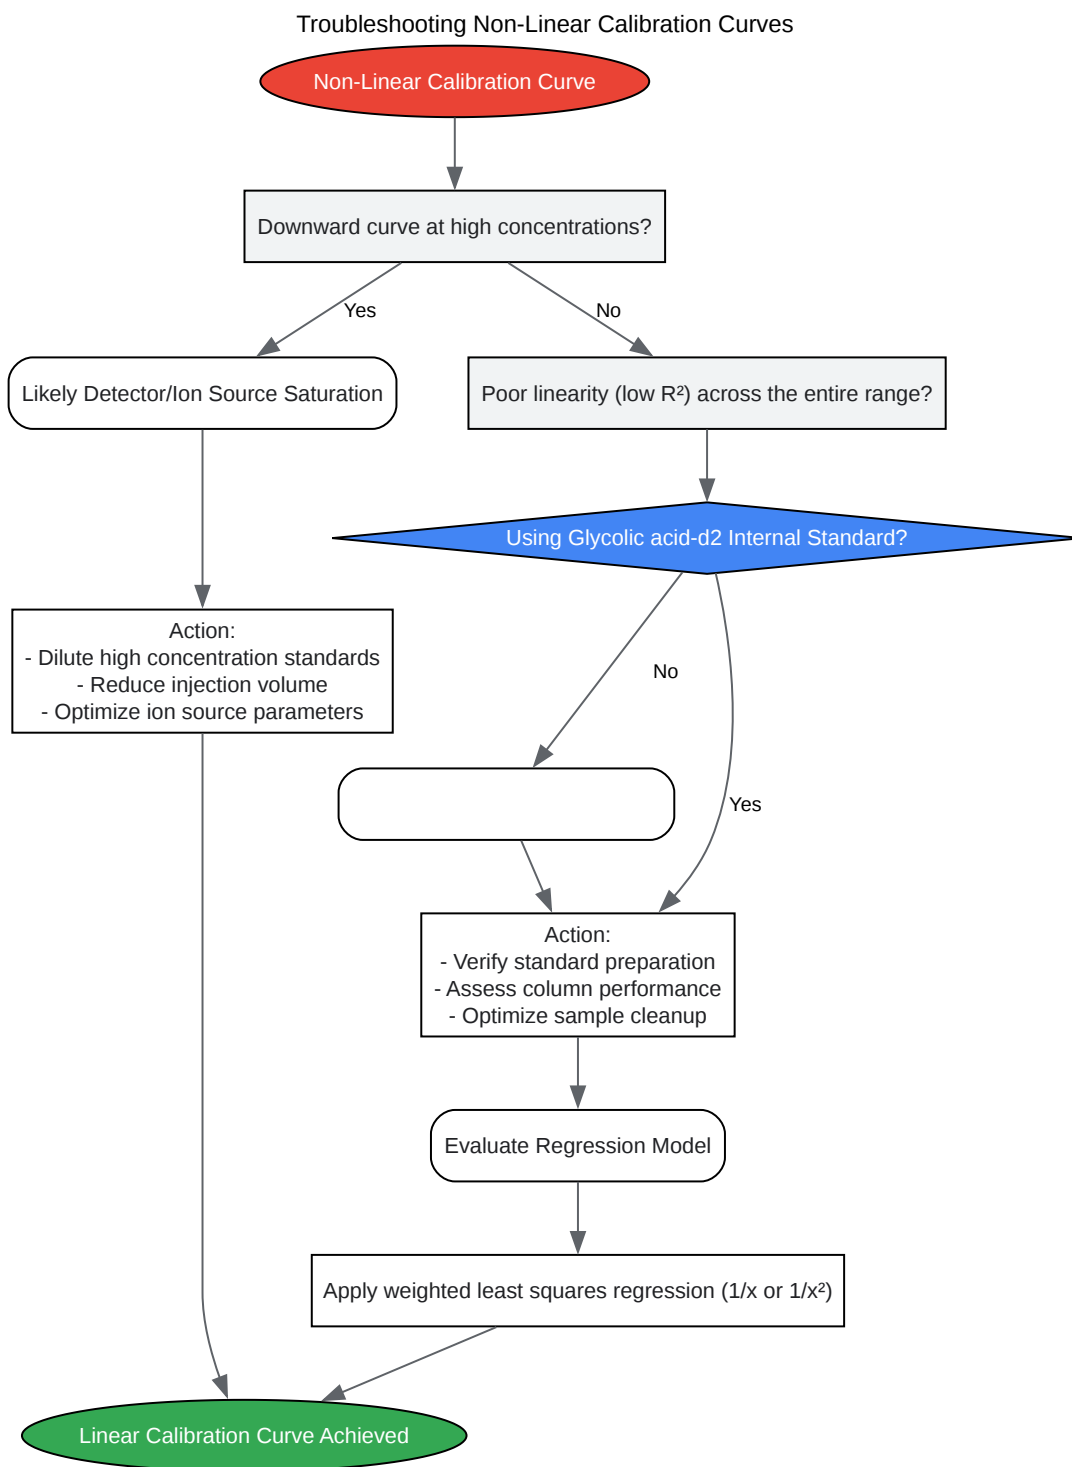 Troubleshooting Non-Linear Calibration Curves
Non-Linear Calibration Curve
Downward curve at high concentrations?
Yes
No
Likely Detector/Ion Source Saturation
Poor linearity (low R²) across the entire range?
Using Glycolic acid-d2 Internal Standard?
Action:
- Dilute high concentration standards
- Reduce injection volume
- Optimize ion source parameters
No
Yes
Action:
- Verify standard preparation
- Assess column performance
- Optimize sample cleanup
Evaluate Regression Model
Apply weighted least squares regression (1/x or 1/x²)
Linear Calibration Curve Achieved